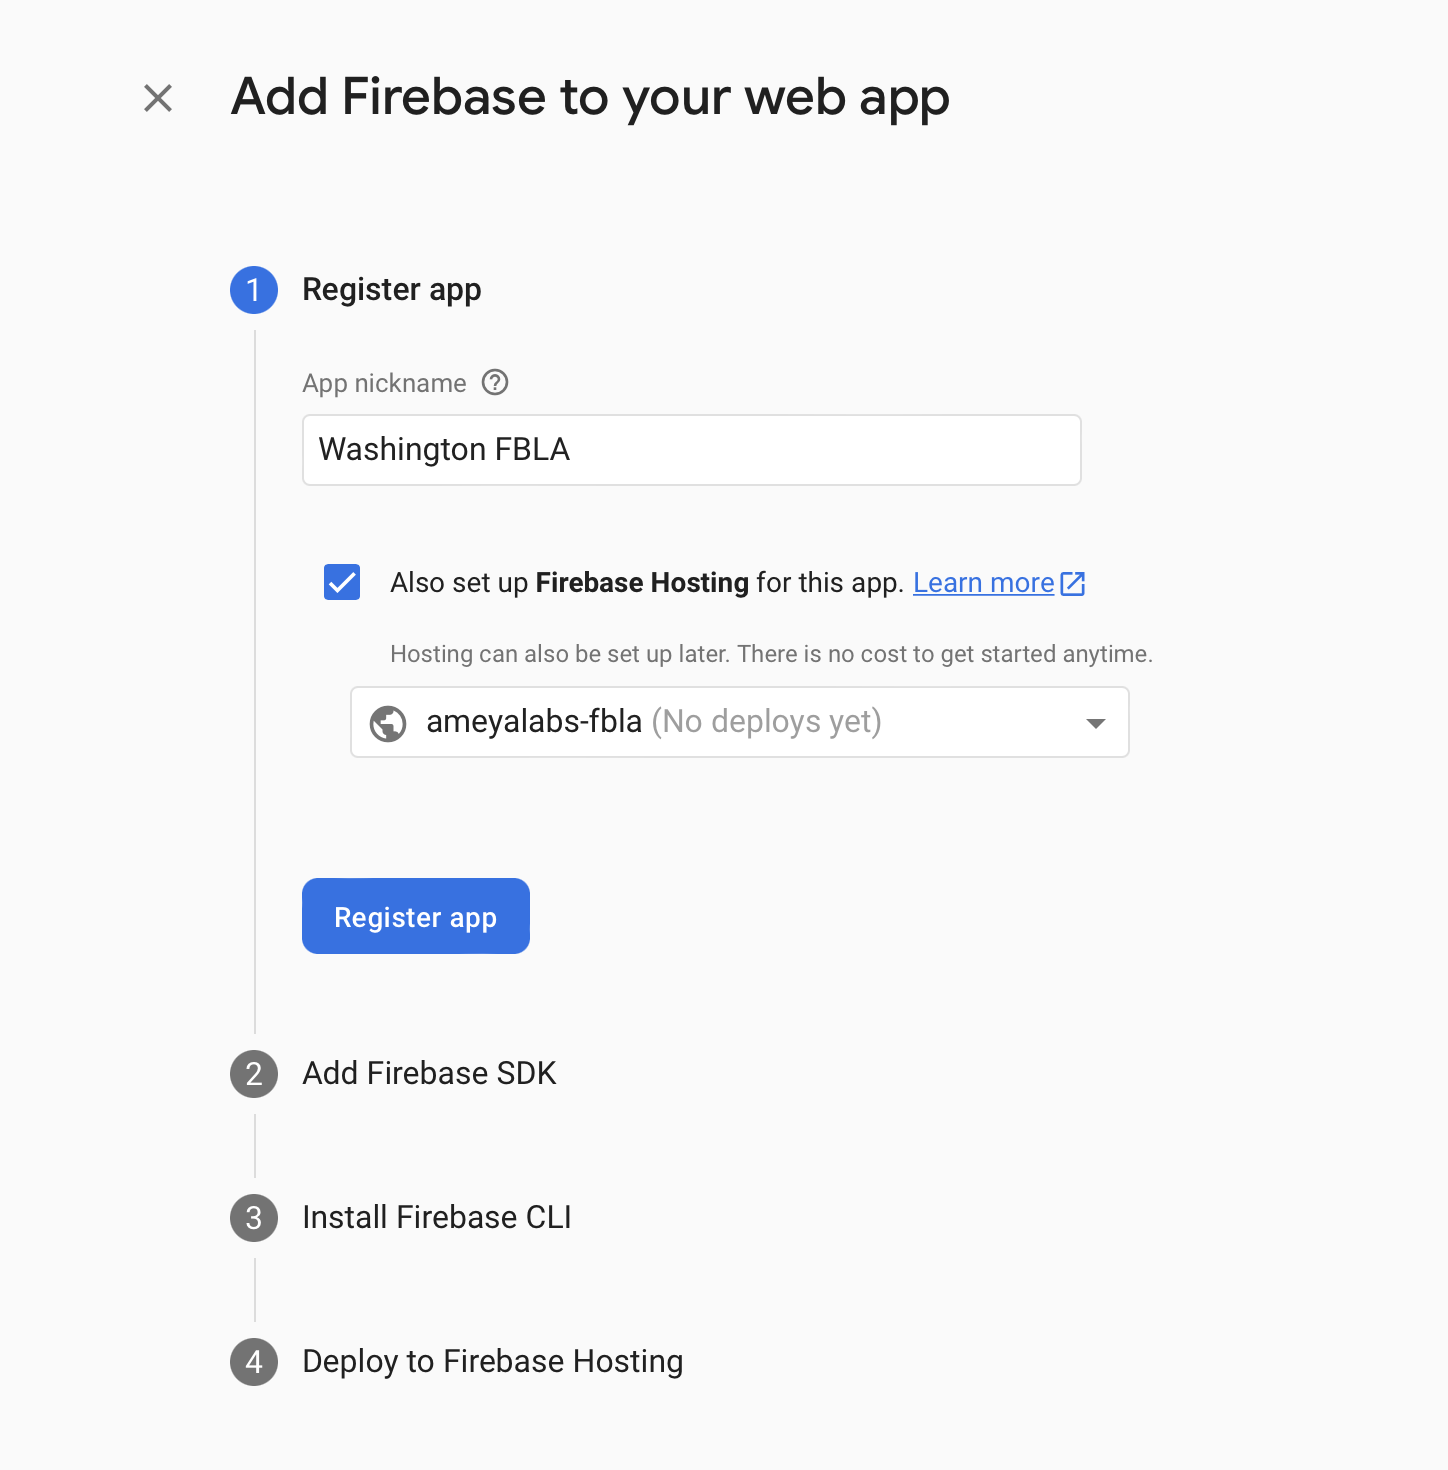 Add Firebase to your web app
1 Register app
App nickname
Washington FBLA
Also set up Firebase Hosting for this app. Learn more
Hosting can also be set up later. There is no cost to get started anytime.
ameyalabs-fbla (No deploys yet)
Register app
2 Add Firebase SDK
3 Install Firebase CLI
4 Deploy to Firebase Hosting